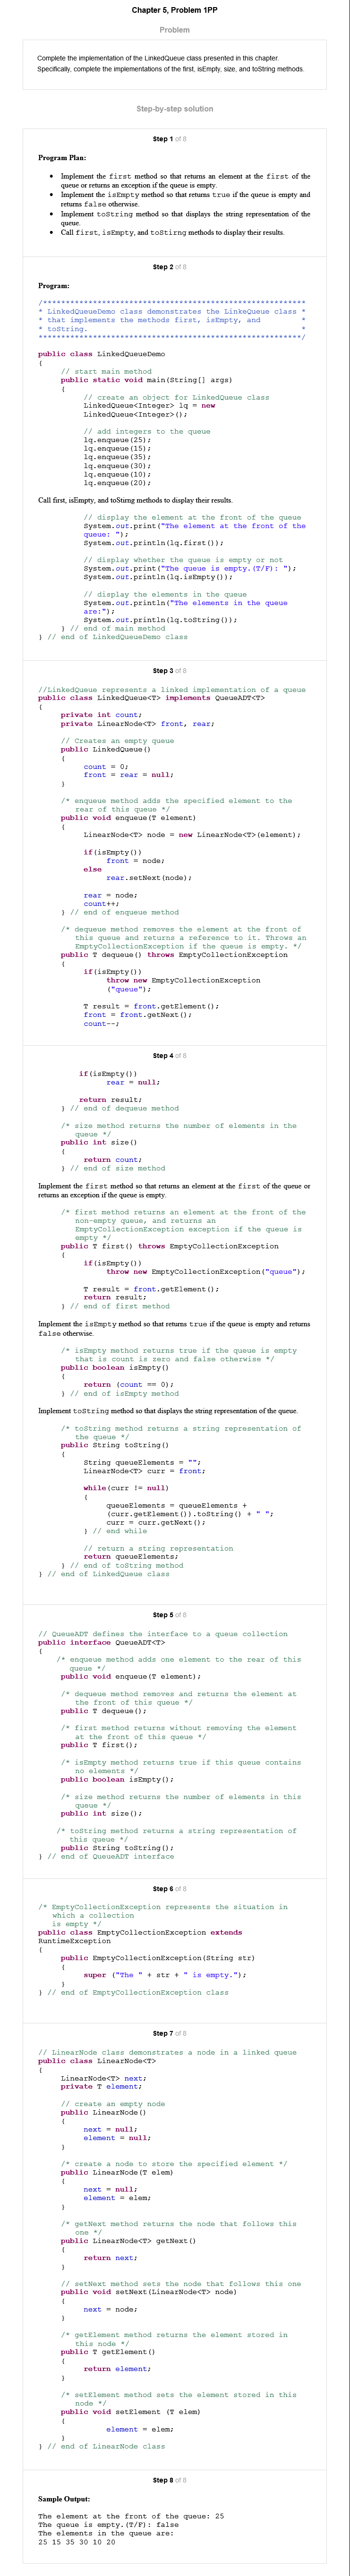 Chapter 5, Problem 1PP
Problem
Complete the implementation of the LinkedQueue class presented in this chapter.
Specifically, complete the implementations of the first, isEmpty, size, and toString methods.
Step-by-step solution
Step 1 of 8
Program Plan:
• Implement the first method so that returns an element at the first of the
queue or returns an exception if the queue is empty.
• Implement the isEmpty method so that returns true if the queue is empty and
returns false otherwise.
• Implement toString method so that displays the string representation of the
queue.
• Call first, isEmpty, and toStirng methods to display their results.
Step 2 of 8
Program:
/************************************************************
* LinkedQueueDemo class demonstrates the LinkeQueue class *
* that implements the methods first, isEmpty, and *
* toString. *
************************************************************/
public class LinkedQueueDemo
{
// start main method
public static void main(String[] args)
{
// create an object for LinkedQueue class
LinkedQueue<Integer> lq = new
LinkedQueue<Integer>();
// add integers to the queue
lq.enqueue(25);
lq.enqueue(15);
lq.enqueue(35);
lq.enqueue(30);
lq.enqueue(10);
lq.enqueue(20);
Call first, isEmpty, and toStirng methods to display their results.
// display the element at the front of the queue
System.out.print("The element at the front of the
queue: ");
System.out.println(lq.first());
// display whether the queue is empty or not
System.out.print("The queue is empty.(T/F): ");
System.out.println(lq.isEmpty());
// display the elements in the queue
System.out.println("The elements in the queue
are:");
System.out.println(lq.toString());
} // end of main method
} // end of LinkedQueueDemo class
Step 3 of 8
//LinkedQueue represents a linked implementation of a queue
public class LinkedQueue<T> implements QueueADT<T>
{
private int count;
private LinearNode<T> front, rear;
// Creates an empty queue
public LinkedQueue()
{
count = 0;
front = rear = null;
}
/* enqueue method adds the specified element to the
rear of this queue */
public void enqueue(T element)
{
LinearNode<T> node = new LinearNode<T>(element);
if(isEmpty())
front = node;
else
rear.setNext(node);
rear = node;
count++;
} // end of enqueue method
/* dequeue method removes the element at the front of
this queue and returns a reference to it. Throws an
EmptyCollectionException if the queue is empty. */
public T dequeue() throws EmptyCollectionException
{
if(isEmpty())
throw new EmptyCollectionException
("queue");
T result = front.getElement();
front = front.getNext();
count--;
Step 4 of 8
if(isEmpty())
rear = null;
return result;
} // end of dequeue method
/* size method returns the number of elements in the
queue */
public int size()
{
return count;
} // end of size method
Implement the first method so that returns an element at the first of the queue or
returns an exception if the queue is empty.
/* first method returns an element at the front of the
non-empty queue, and returns an
EmptyCollectionException exception if the queue is
empty */
public T first() throws EmptyCollectionException
{
if(isEmpty())
throw new EmptyCollectionException("queue");
T result = front.getElement();
return result;
} // end of first method
Implement the isEmpty method so that returns true if the queue is empty and returns
false otherwise.
/* isEmpty method returns true if the queue is empty
that is count is zero and false otherwise */
public boolean isEmpty()
{
return (count == 0);
} // end of isEmpty method
Implement toString method so that displays the string representation of the queue.
/* toString method returns a string representation of
the queue */
public String toString()
{
String queueElements = "";
LinearNode<T> curr = front;
while(curr != null)
{
queueElements = queueElements +
(curr.getElement()).toString() + " ";
curr = curr.getNext();
} // end while
// return a string representation
return queueElements;
} // end of toString method
} // end of LinkedQueue class
Step 5 of 8
// QueueADT defines the interface to a queue collection
public interface QueueADT<T>
{
/* enqueue method adds one element to the rear of this
queue */
public void enqueue(T element);
/* dequeue method removes and returns the element at
the front of this queue */
public T dequeue();
/* first method returns without removing the element
at the front of this queue */
public T first();
/* isEmpty method returns true if this queue contains
no elements */
public boolean isEmpty();
/* size method returns the number of elements in this
queue */
public int size();
/* toString method returns a string representation of
this queue */
public String toString();
} // end of QueueADT interface
Step 6 of 8
/* EmptyCollectionException represents the situation in
which a collection
is empty */
public class EmptyCollectionException extends
RuntimeException
{
public EmptyCollectionException(String str)
{
super ("The " + str + " is empty.");
}
} // end of EmptyCollectionException class
Step 7 of 8
// LinearNode class demonstrates a node in a linked queue
public class LinearNode<T>
{
LinearNode<T> next;
private T element;
// create an empty node
public LinearNode()
{
next = null;
element = null;
}
/* create a node to store the specified element */
public LinearNode(T elem)
{
next = null;
element = elem;
}
/* getNext method returns the node that follows this
one */
public LinearNode<T> getNext()
{
return next;
}
// setNext method sets the node that follows this one
public void setNext(LinearNode<T> node)
{
next = node;
}
/* getElement method returns the element stored in
this node */
public T getElement()
{
return element;
}
/* setElement method sets the element stored in this
node */
public void setElement (T elem)
{
element = elem;
}
} // end of LinearNode class
Step 8 of 8
Sample Output:
The element at the front of the queue: 25
The queue is empty.(T/F): false
The elements in the queue are:
25 15 35 30 10 20